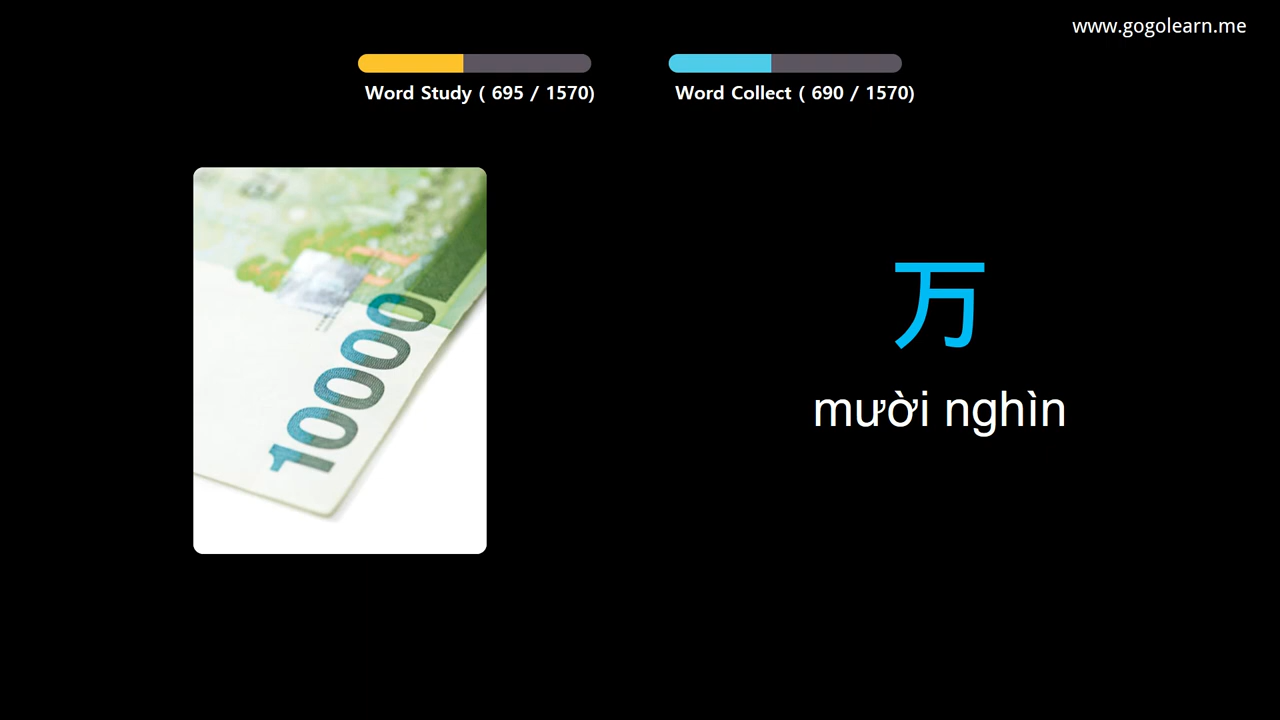 www.gogolearn.me
Word Study ( 695 / 1570)
Word Collect ( 690 / 1570)
10000
万
mười nghìn